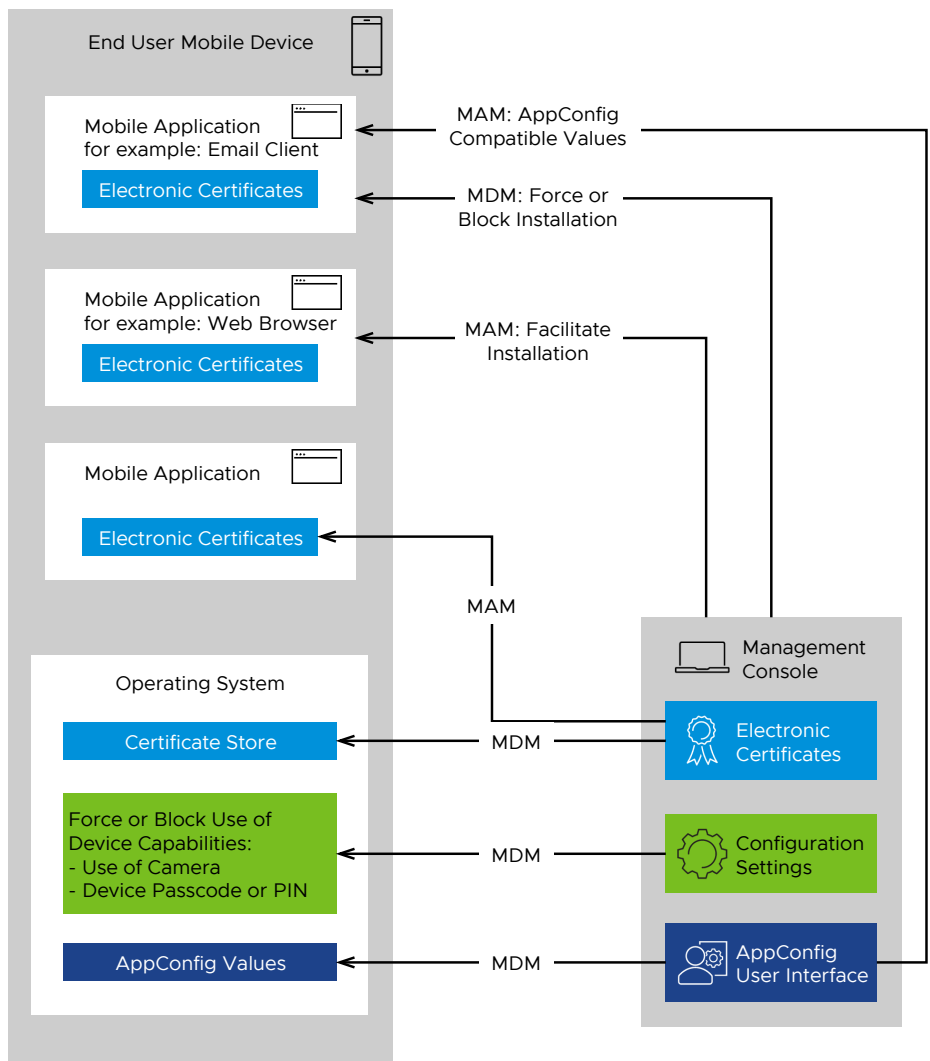 End User Mobile Device
Mobile Application
for example: Email Client
Electronic Certificates
MAM: AppConfig
Compatible Values
MDM: Force or
Block Installation
Mobile Application
for example: Web Browser
Electronic Certificates
MAM: Facilitate
Installation
Mobile Application
Electronic Certificates
MAM
Operating System
Certificate Store
MDM
Force or Block Use of
Device Capabilities:
- Use of Camera
- Device Passcode or PIN
MDM
AppConfig Values
MDM
Management
Console
Electronic
Certificates
Configuration
Settings
AppConfig
User Interface